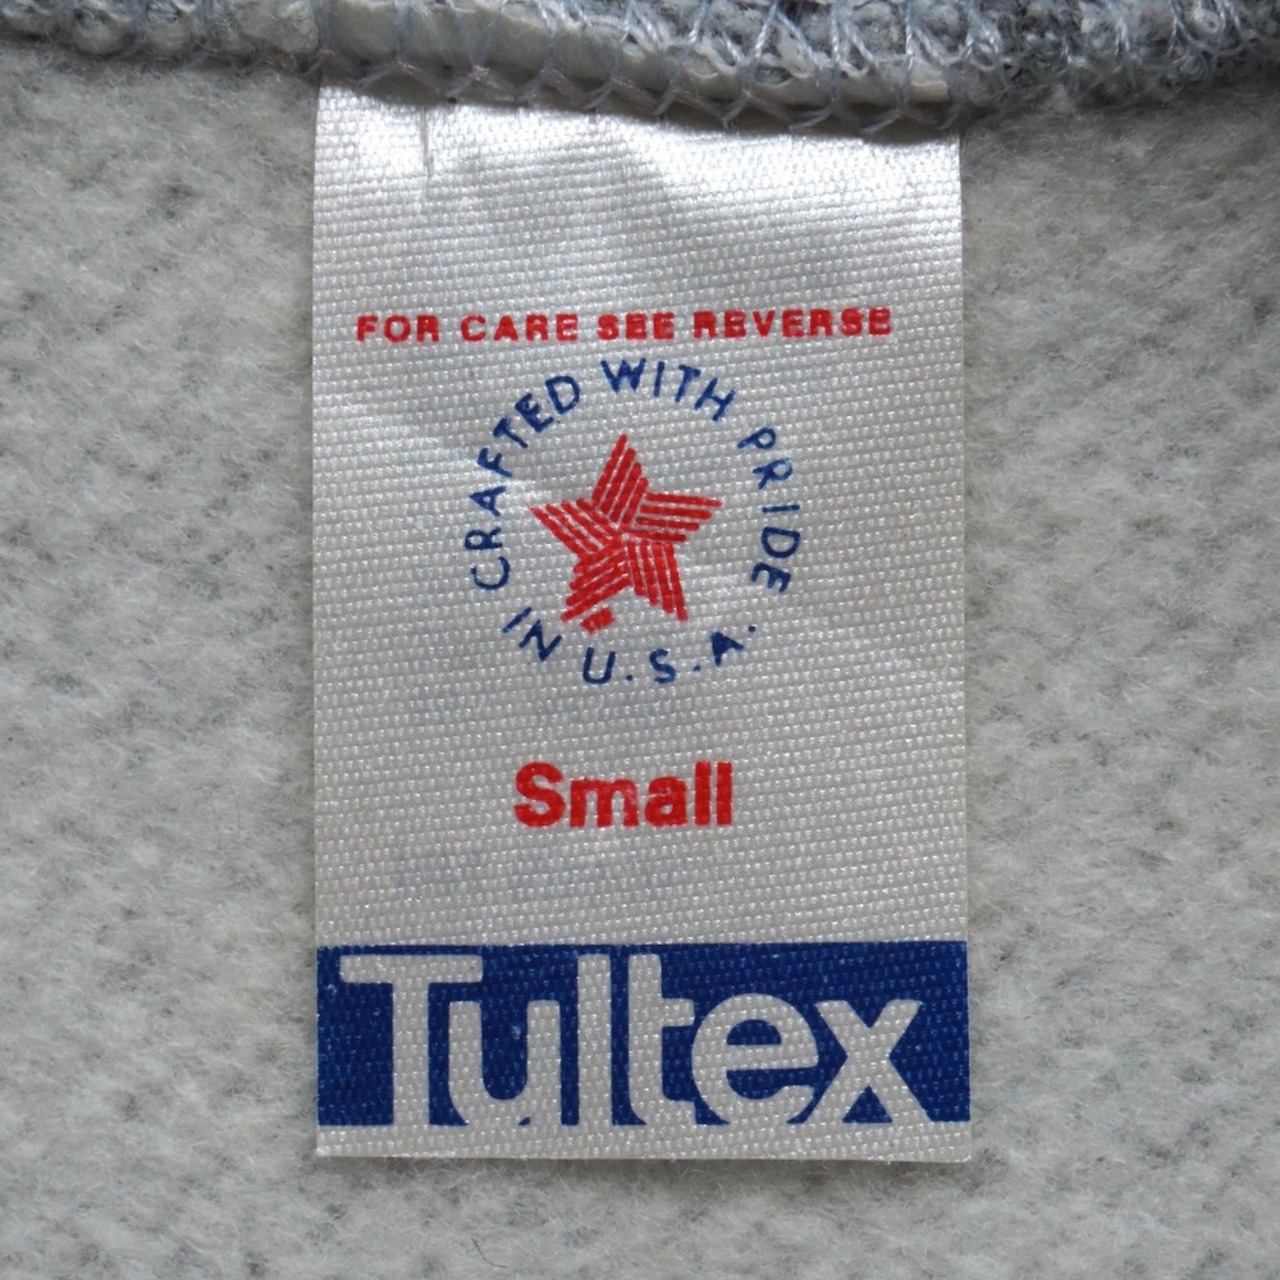 FOR CARE SEE REVERSE
CRAFTED WITH PRIDE
IN U.S.A.
Small
Tultex